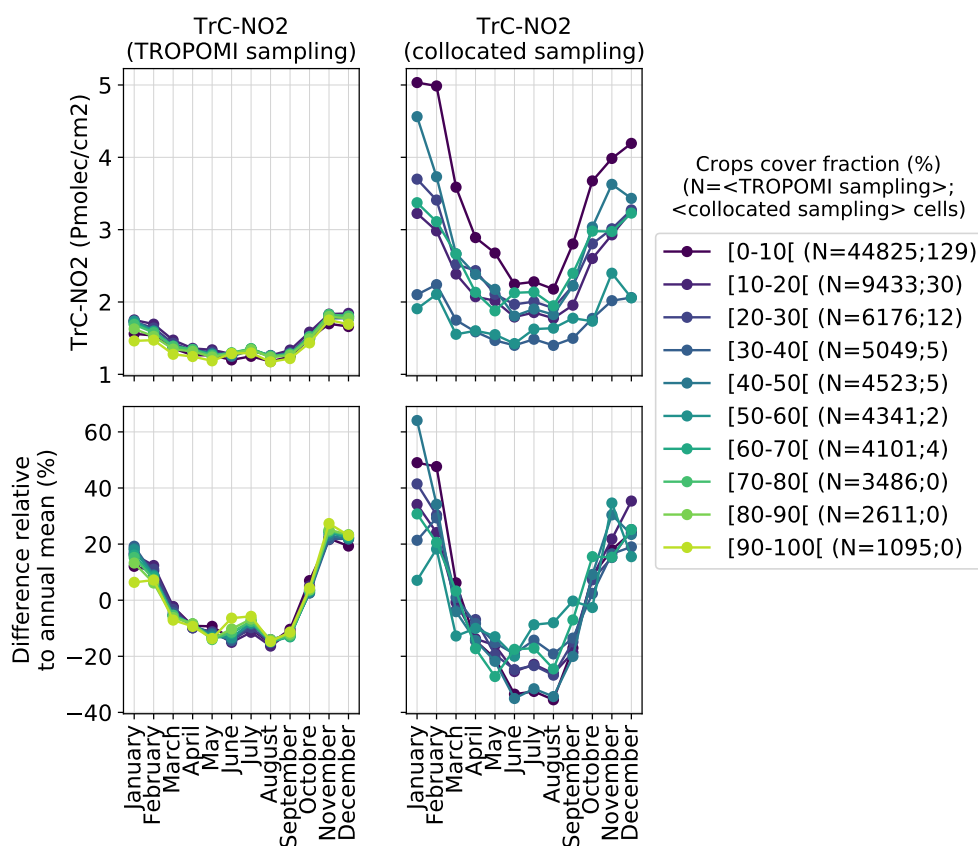 TrC-NO2
(TROPOMI sampling)
TrC-NO2
(collocated sampling)
TrC-NO2 (Pmolec/cm2)
5
4
3
2
1
Difference relative
to annual mean (%)
60
40
20
0
−20
−40
January
February
March
April
May
June
July
August
September
Octobre
November
December
January
February
March
April
May
June
July
August
September
Octobre
November
December
Crops cover fraction (%)
(N=<TROPOMI sampling>;
<collocated sampling> cells)
[0-10[ (N=44825;129)
[10-20[ (N=9433;30)
[20-30[ (N=6176;12)
[30-40[ (N=5049;5)
[40-50[ (N=4523;5)
[50-60[ (N=4341;2)
[60-70[ (N=4101;4)
[70-80[ (N=3486;0)
[80-90[ (N=2611;0)
[90-100[ (N=1095;0)